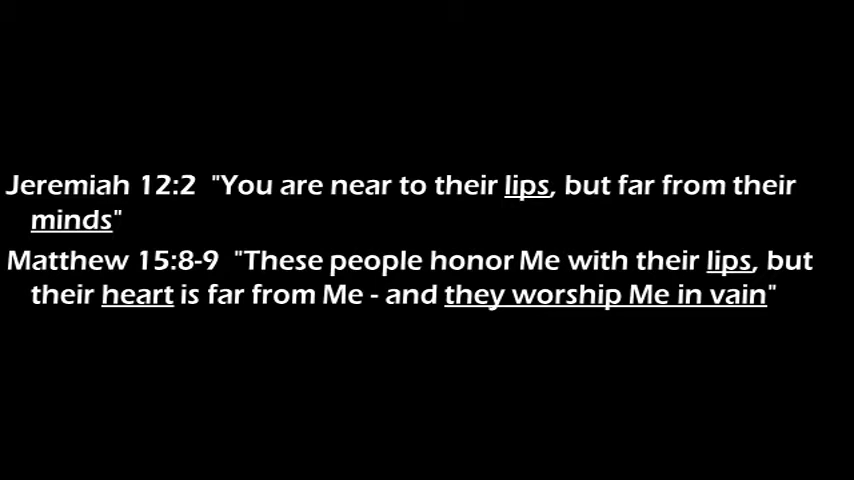 Jeremiah 12:2  "You are near to their lips, but far from their
minds"
Matthew 15:8-9  "These people honor Me with their lips, but
their heart is far from Me - and they worship Me in vain"